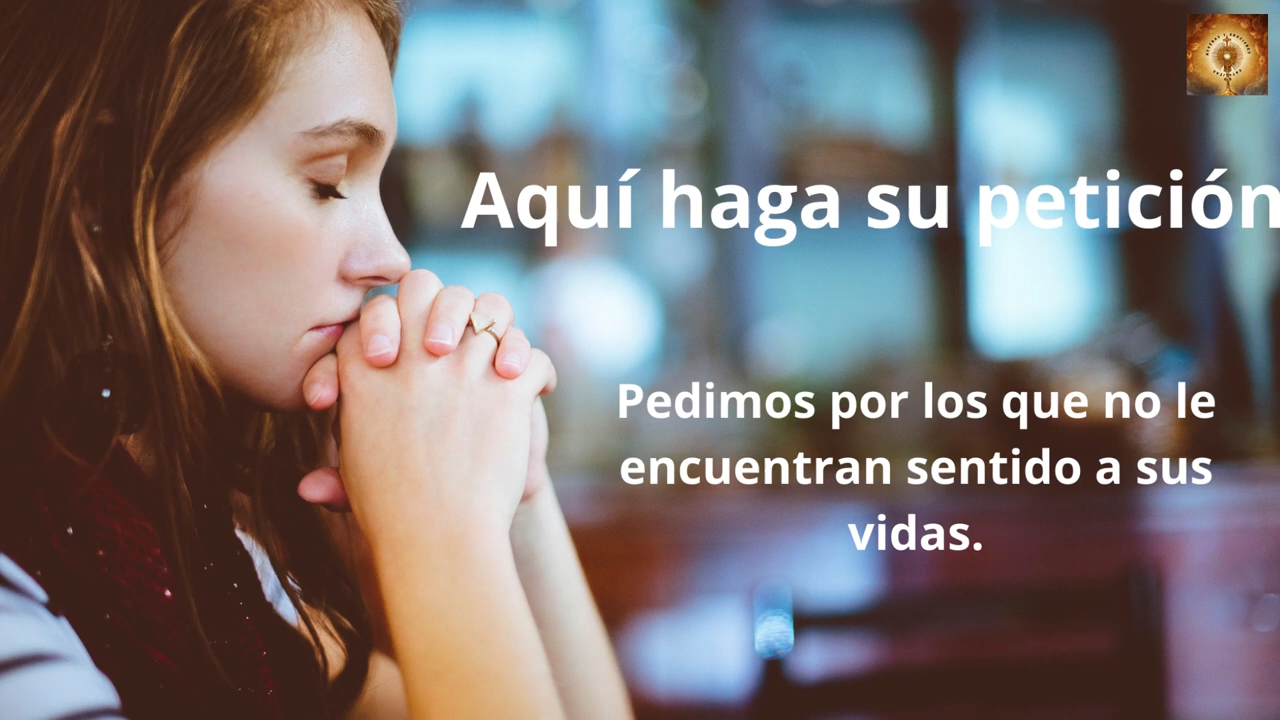 Aquí haga su petición
Pedimos por los que no le
encuentran sentido a sus
vidas.